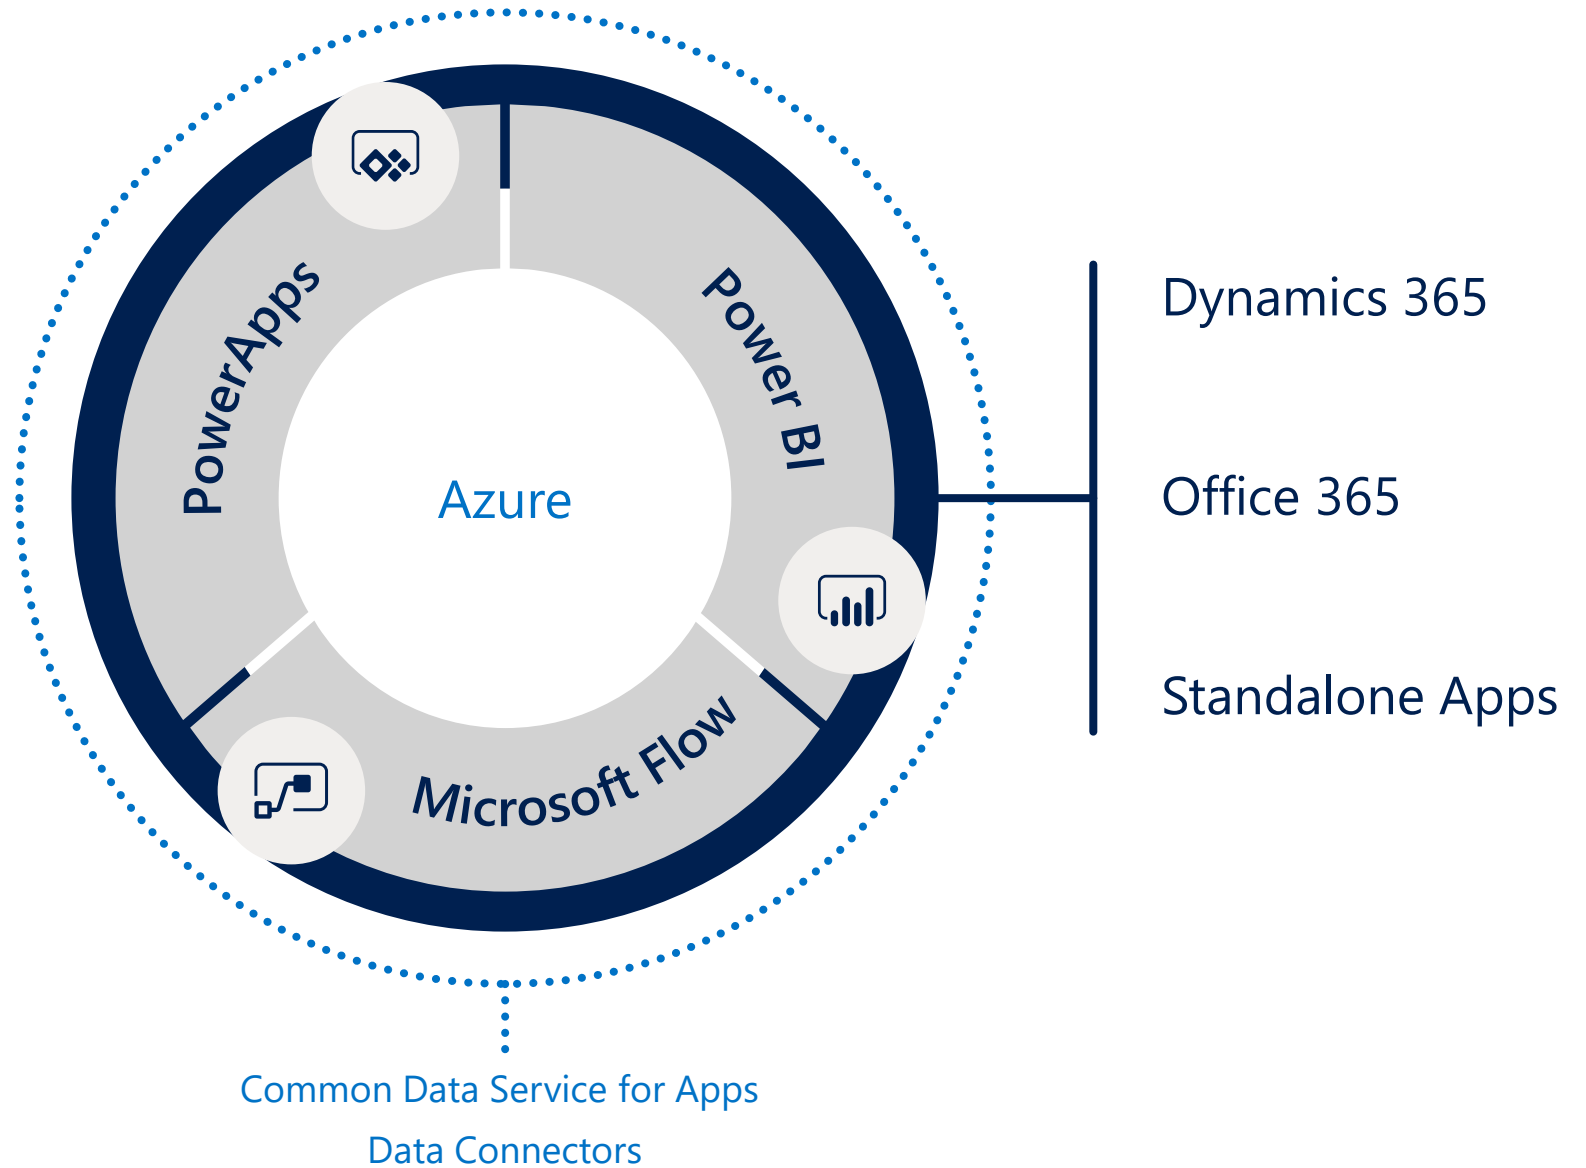 PowerApps
Power BI
Azure
Microsoft Flow
Dynamics 365
Office 365
Standalone Apps
Common Data Service for Apps
Data Connectors